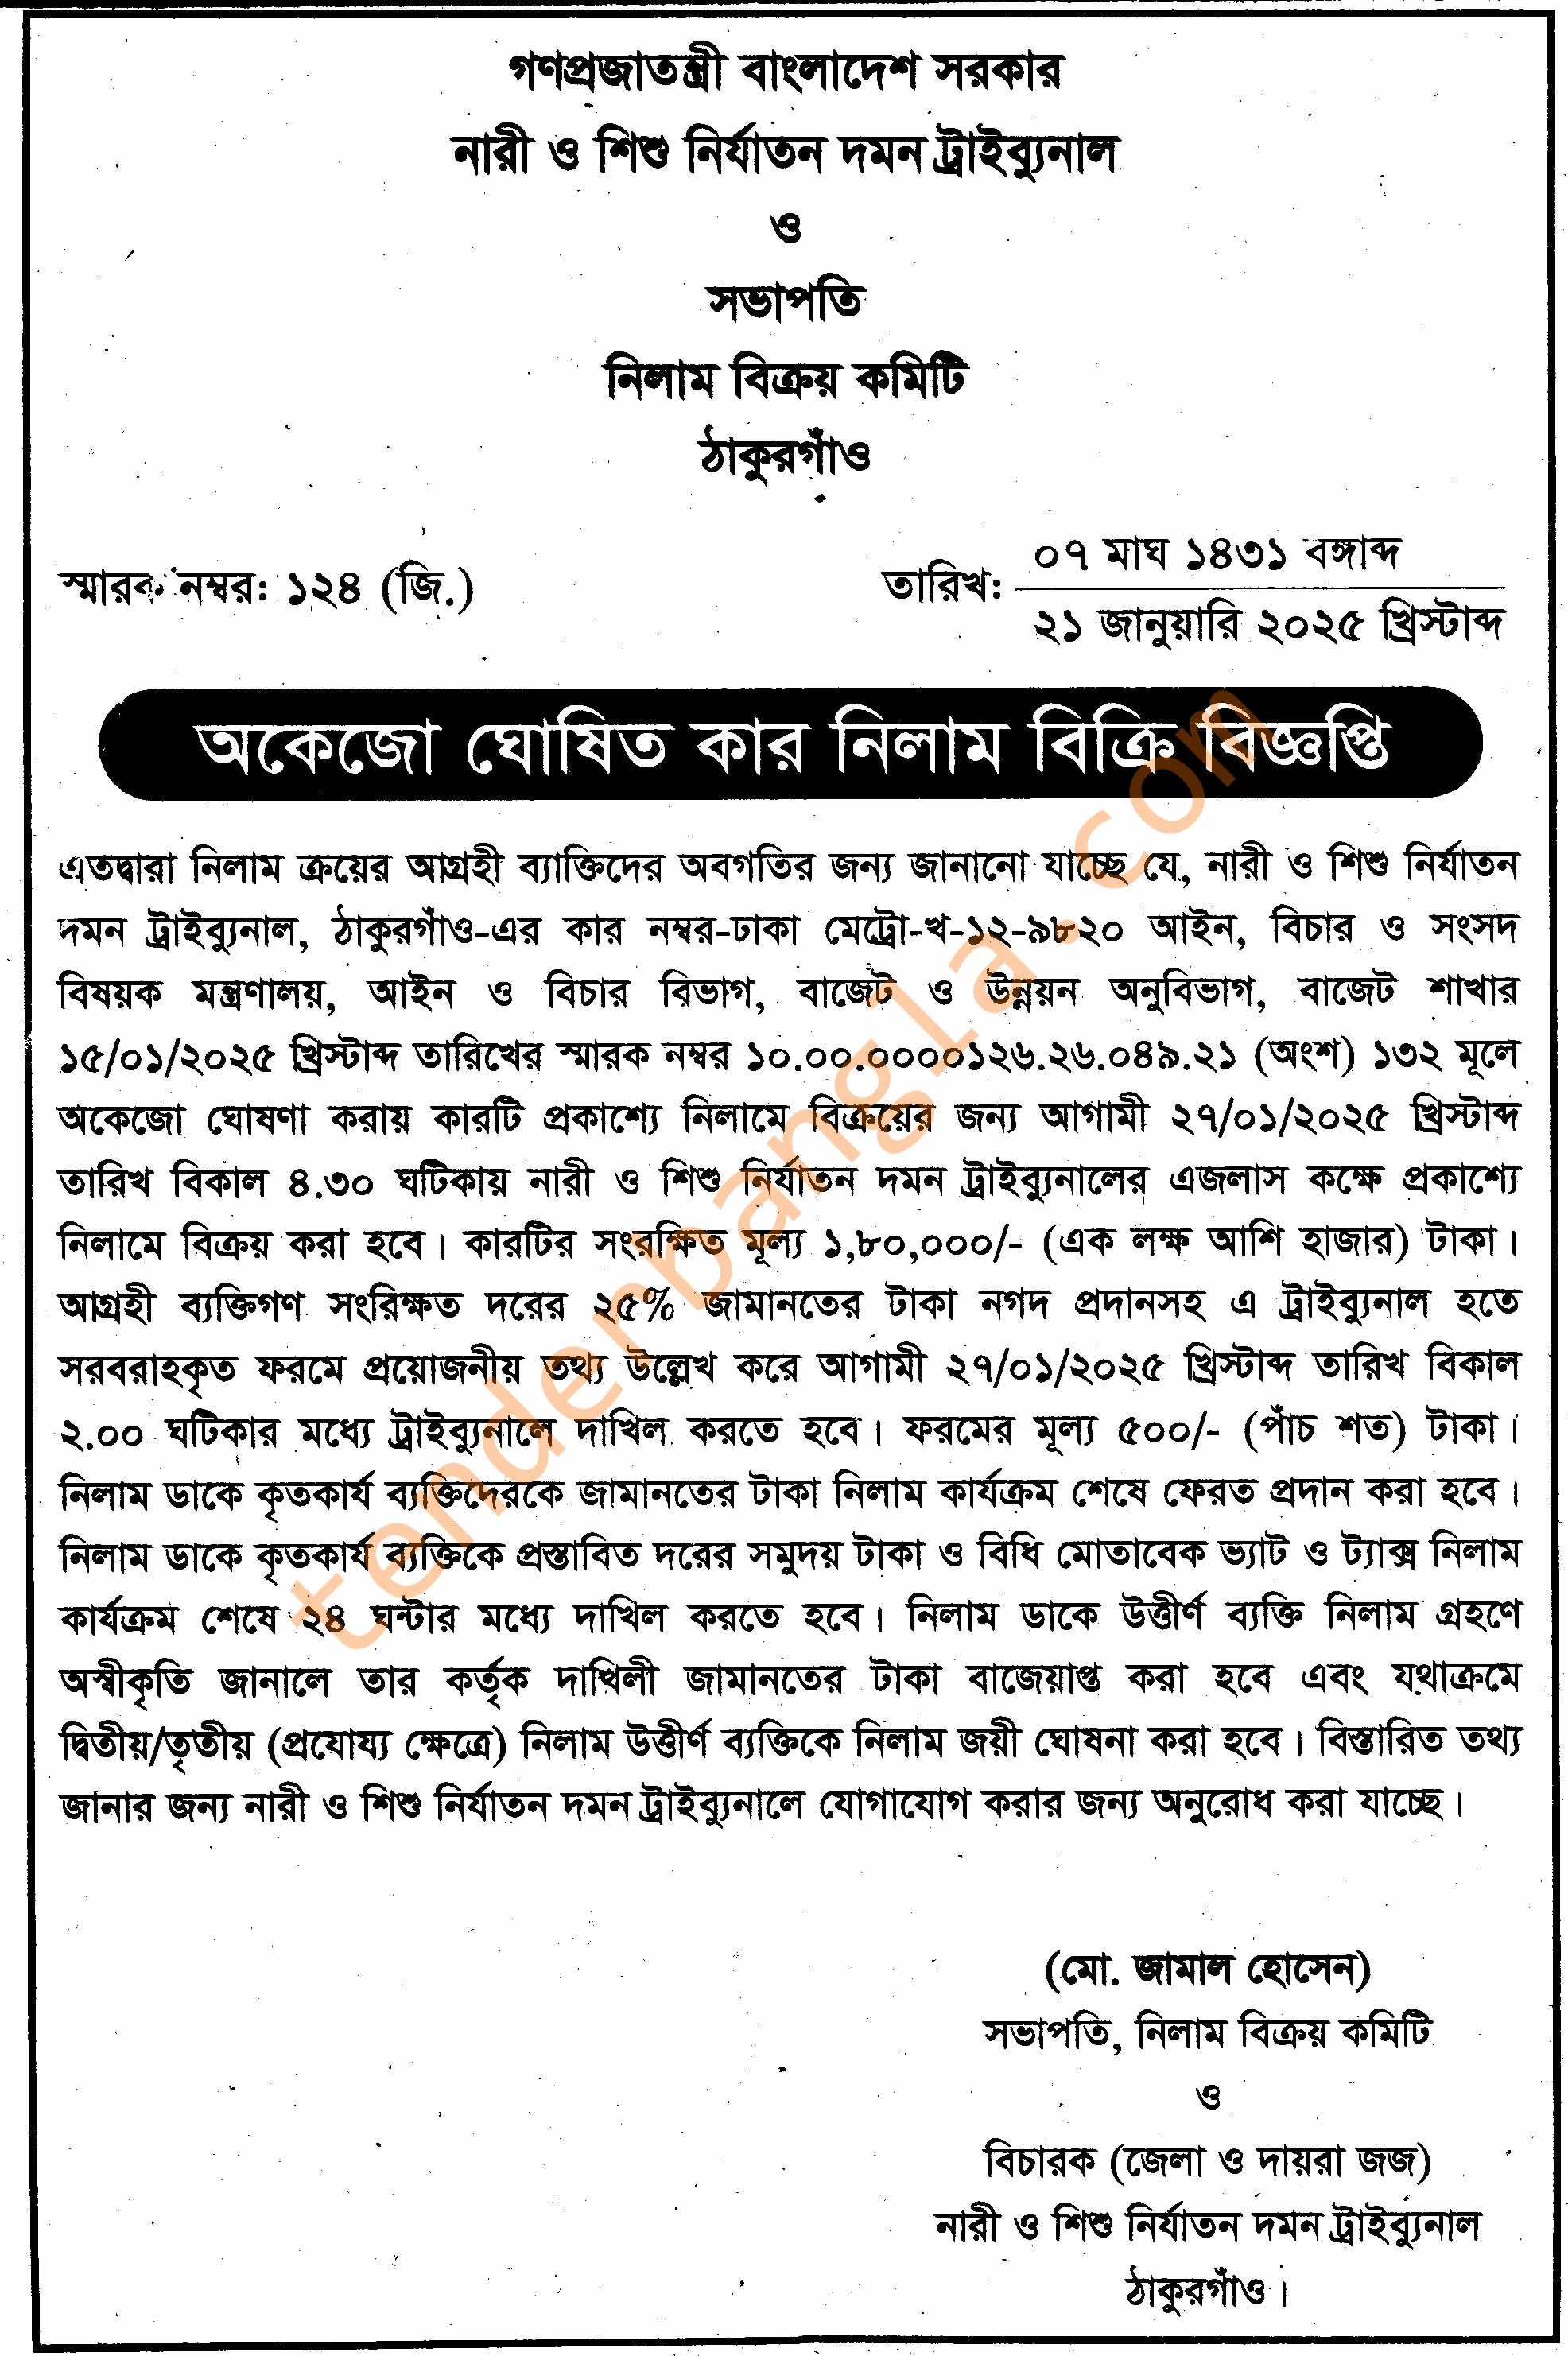 গণপ্রজাতন্ত্রী বাংলাদেশ সরকার
নারী ও শিশু নির্যাতন দমন ট্রাইব্যুনাল
ও
সভাপতি
নিলাম বিক্রয় কমিটি
ঠাকুরগাঁও
স্মারক নম্বর: ১২৪ (জি.)
তারিখ: ০৭ মাঘ ১৪৩১ বঙ্গাব্দ
২১ জানুয়ারি ২০২৫ খ্রিস্টাব্দ
অকেজো ঘোষিত কার নিলাম বিক্রি বিজ্ঞপ্তি
এতদ্বারা নিলাম ক্রয়ের আগ্রহী ব্যাক্তিদের অবগতির জন্য জানানো যাচ্ছে যে, নারী ও শিশু নির্যাতন
দমন ট্রাইব্যুনাল, ঠাকুরগাঁও-এর কার নম্বর-ঢাকা মেট্রো-খ-১২-৯৮২০ আইন, বিচার ও সংসদ
বিষয়ক মন্ত্রণালয়, আইন ও বিচার বিভাগ, বাজেট ও উন্নয়ন অনুবিভাগ, বাজেট শাখার
১৫/০১/২০২৫ খ্রিস্টাব্দ তারিখের স্মারক নম্বর ১০.০০.০০০০১২৬.২৬.০৪৯.২১ (অংশ) ১৩২ মূলে
অকেজো ঘোষণা করায় কারটি প্রকাশ্যে নিলামে বিক্রয়ের জন্য আগামী ২৭/০১/২০২৫ খ্রিস্টাব্দ
তারিখ বিকাল ৪.৩০ ঘটিকায় নারী ও শিশু নির্যাতন দমন ট্রাইব্যুনালের এজলাস কক্ষে প্রকাশ্যে
নিলামে বিক্রয় করা হবে। কারটির সংরক্ষিত মূল্য ১,৮০,০০০/- (এক লক্ষ আশি হাজার) টাকা।
আগ্রহী ব্যক্তিগণ সংরিক্ষত দরের ২৫% জামানতের টাকা নগদ প্রদানসহ এ ট্রাইব্যুনাল হতে
সরবরাহকৃত ফরমে প্রয়োজনীয় তথ্য উল্লেখ করে আগামী ২৭/০১/২০২৫ খ্রিস্টাব্দ তারিখ বিকাল
২.০০ ঘটিকার মধ্যে ট্রাইব্যুনালে দাখিল করতে হবে। ফরমের মূল্য ৫০০/- (পাঁচ শত) টাকা।
নিলাম ডাকে কৃতকার্য ব্যক্তিদেরকে জামানতের টাকা নিলাম কার্যক্রম শেষে ফেরত প্রদান করা হবে।
নিলাম ডাকে কৃতকার্য ব্যক্তিকে প্রস্তাবিত দরের সমুদয় টাকা ও বিধি মোতাবেক ভ্যাট ও ট্যাক্স নিলাম
কার্যক্রম শেষে ২৪ ঘন্টার মধ্যে দাখিল করতে হবে। নিলাম ডাকে উত্তীর্ণ ব্যক্তি নিলাম গ্রহণে
অস্বীকৃতি জানালে তার কর্তৃক দাখিলী জামানতের টাকা বাজেয়াপ্ত করা হবে এবং যথাক্রমে
দ্বিতীয়/তৃতীয় (প্রযোয্য ক্ষেত্রে) নিলাম উত্তীর্ণ ব্যক্তিকে নিলাম জয়ী ঘোষনা করা হবে। বিস্তারিত তথ্য
জানার জন্য নারী ও শিশু নির্যাতন দমন ট্রাইব্যুনালে যোগাযোগ করার জন্য অনুরোধ করা যাচ্ছে।
(মো. জামাল হোসেন)
সভাপতি, নিলাম বিক্রয় কমিটি
ও
বিচারক (জেলা ও দায়রা জজ)
নারী ও শিশু নির্যাতন দমন ট্রাইব্যুনাল
ঠাকুরগাঁও।
tenderbangla.com